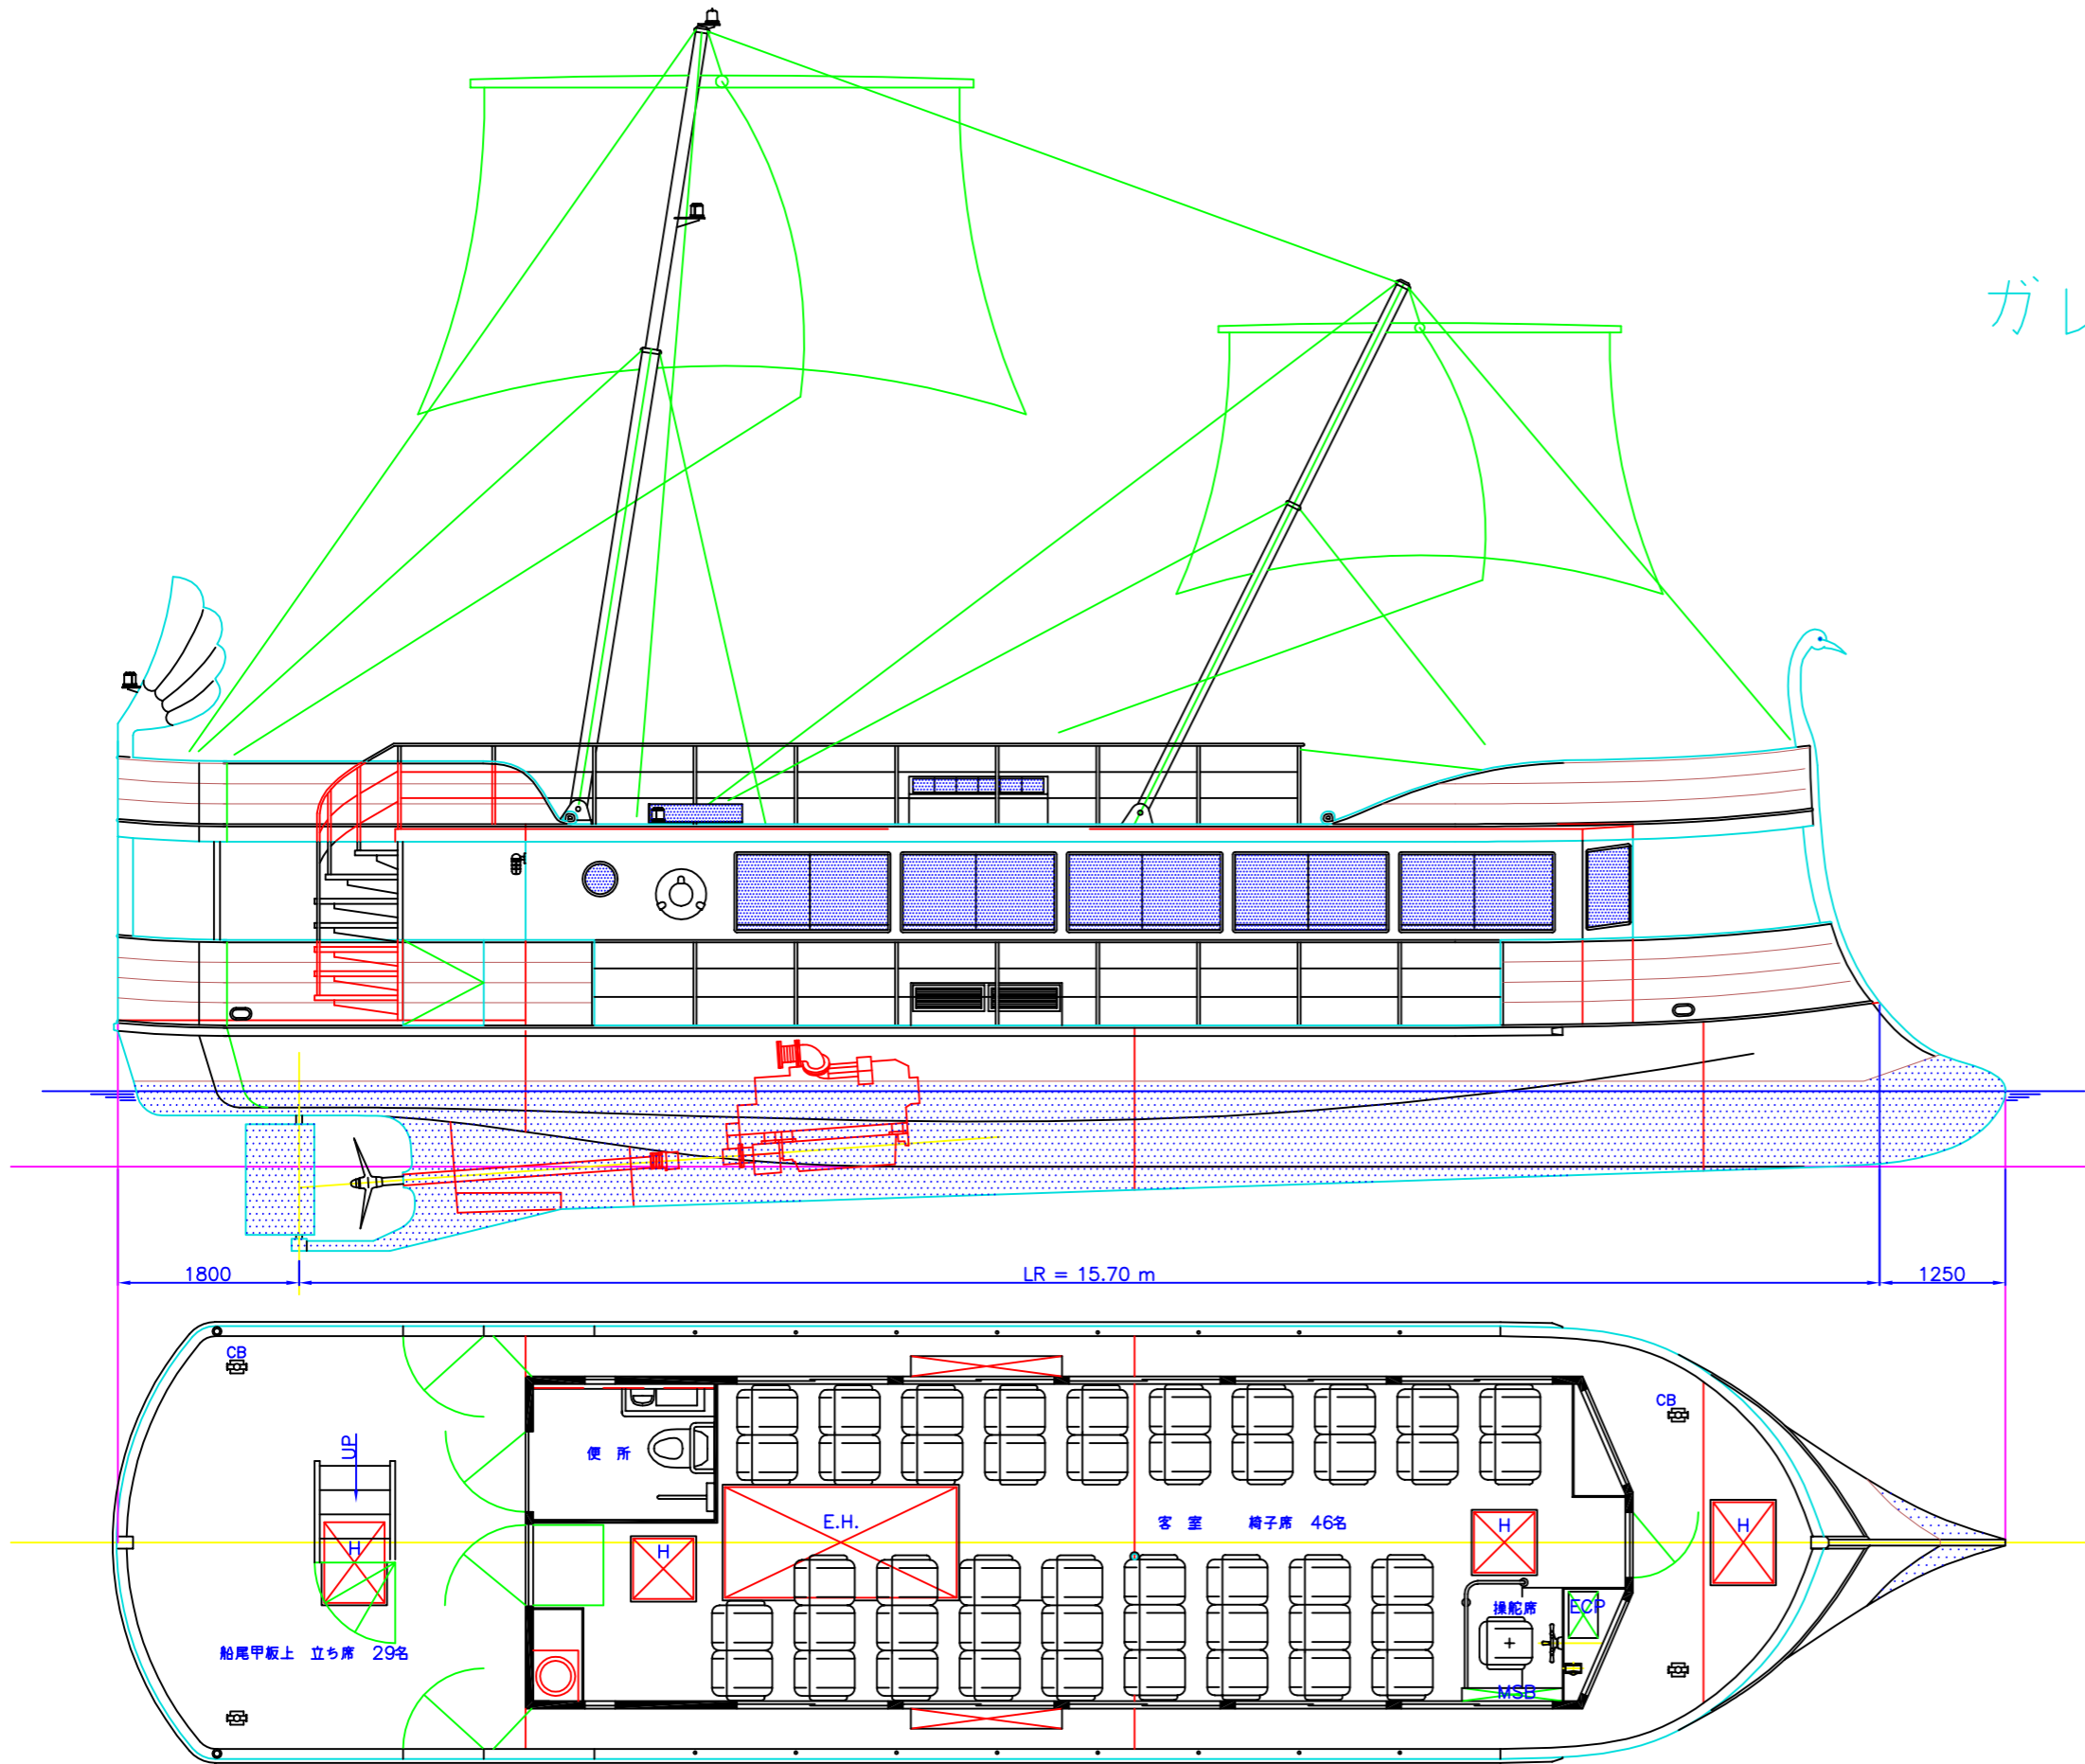 ガレ
1800
LR = 15.70 m
1250
CB
CB
UP
便 所
E.H.
客 室 椅子席 46名
H
H
H
H
操舵席
ECP
船尾甲板上 立ち席 29名
MSB